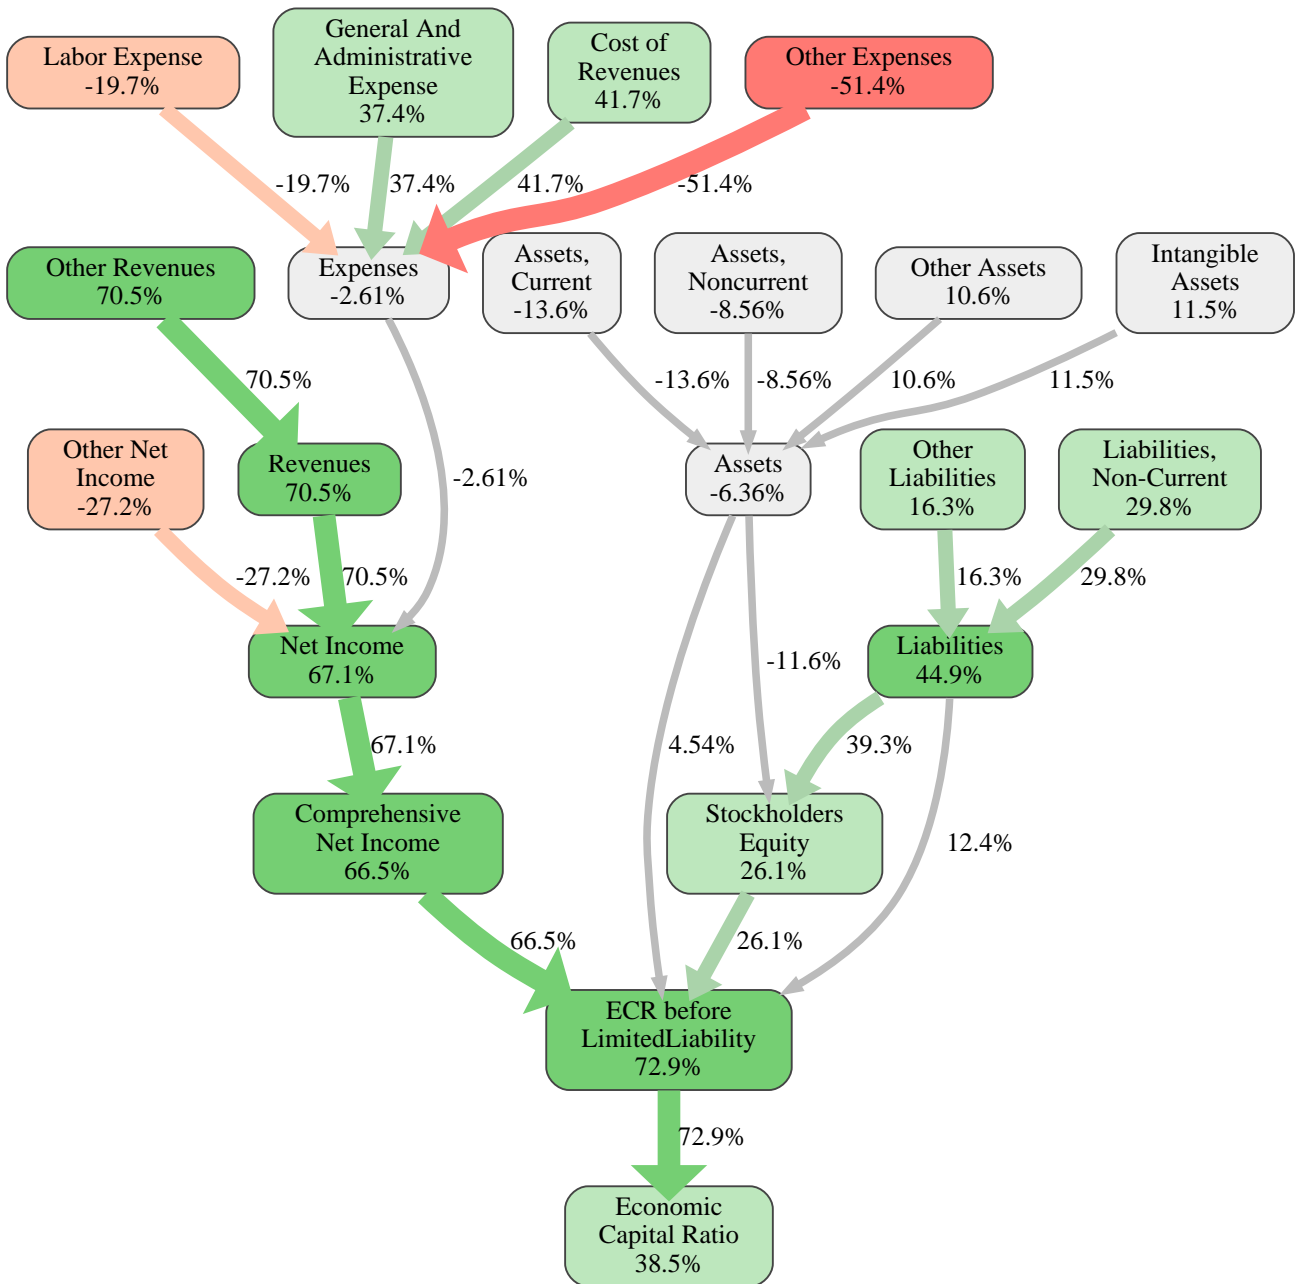 Labor Expense
-19.7%
General And
Administrative
Expense
37.4%
Cost of
Revenues
41.7%
Other Expenses
-51.4%
-19.7%
37.4%
41.7%
-51.4%
Other Revenues
70.5%
Expenses
-2.61%
Assets,
Current
-13.6%
Assets,
Noncurrent
-8.56%
Other Assets
10.6%
Intangible
Assets
11.5%
70.5%
-13.6%
-8.56%
10.6%
11.5%
Other Net
Income
-27.2%
Revenues
70.5%
-2.61%
Assets
-6.36%
Other
Liabilities
16.3%
Liabilities,
Non-Current
29.8%
-27.2%
70.5%
16.3%
29.8%
Net Income
67.1%
-11.6%
Liabilities
44.9%
67.1%
4.54%
39.3%
Comprehensive
Net Income
66.5%
Stockholders
Equity
26.1%
12.4%
66.5%
26.1%
ECR before
LimitedLiability
72.9%
72.9%
Economic
Capital Ratio
38.5%